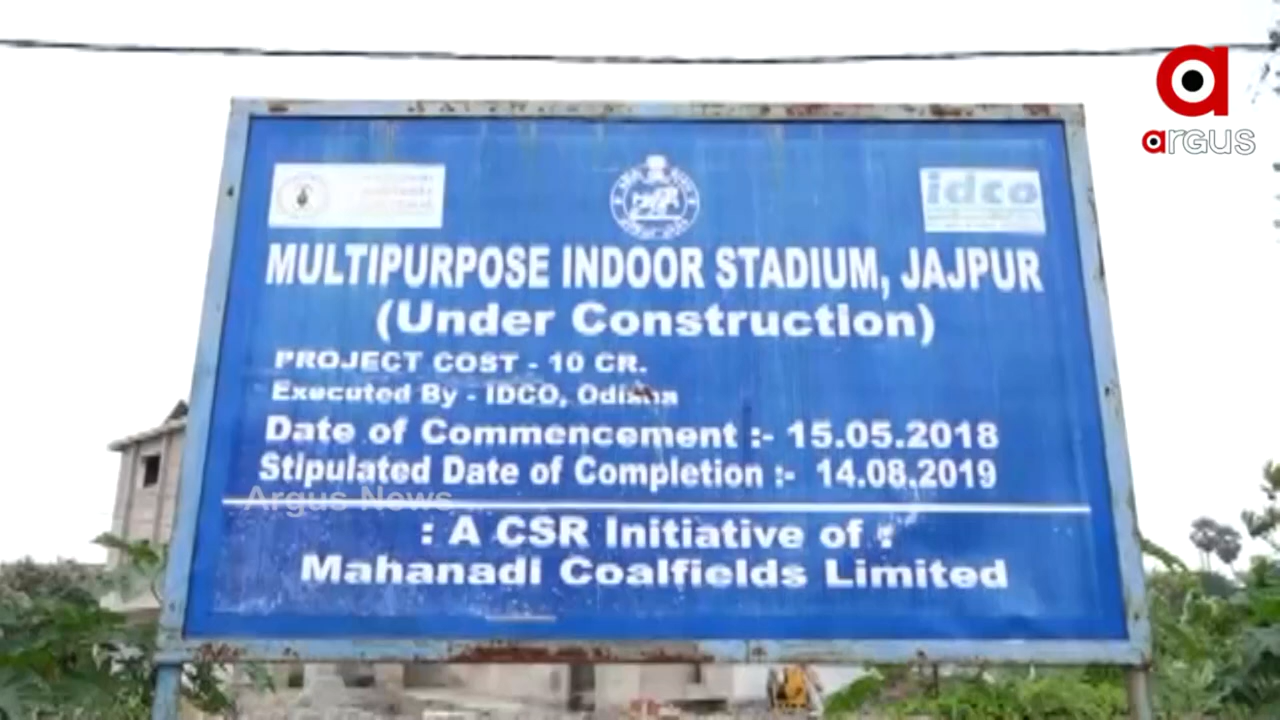 argus
idco
MULTIPURPOSE INDOOR STADIUM, JAJPUR
(Under Construction)
PROJECT COST - 10 CR.
Executed By - IDCO, Odisha
Date of Commencement :- 15.05.2018
Stipulated Date of Completion :- 14.08.2019
Argus News
: A CSR Initiative of :
Mahanadi Coalfields Limited